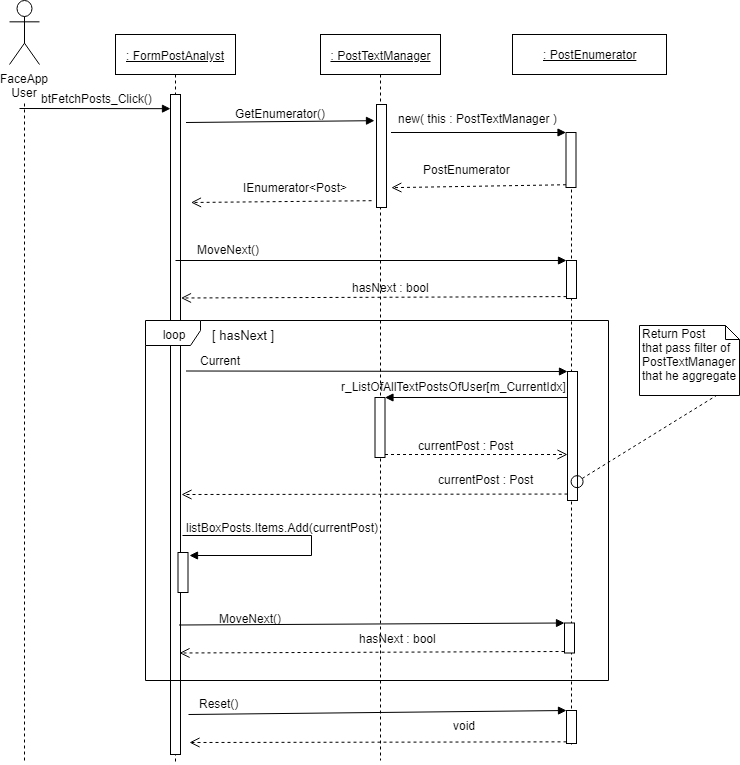 : FormPostAnalyst
: PostTextManager
: PostEnumerator
FaceApp
User
btFetchPosts_Click()
GetEnumerator()
new( this : PostTextManager )
PostEnumerator
IEnumerator<Post>
MoveNext()
hasNext : bool
loop
[ hasNext ]
Return Post
that pass filter of
PostTextManager
that he aggregate
Current
r_ListOfAllTextPostsOfUser[m_CurrentIdx]
currentPost : Post
currentPost : Post
listBoxPosts.Items.Add(currentPost)
MoveNext()
hasNext : bool
Reset()
void